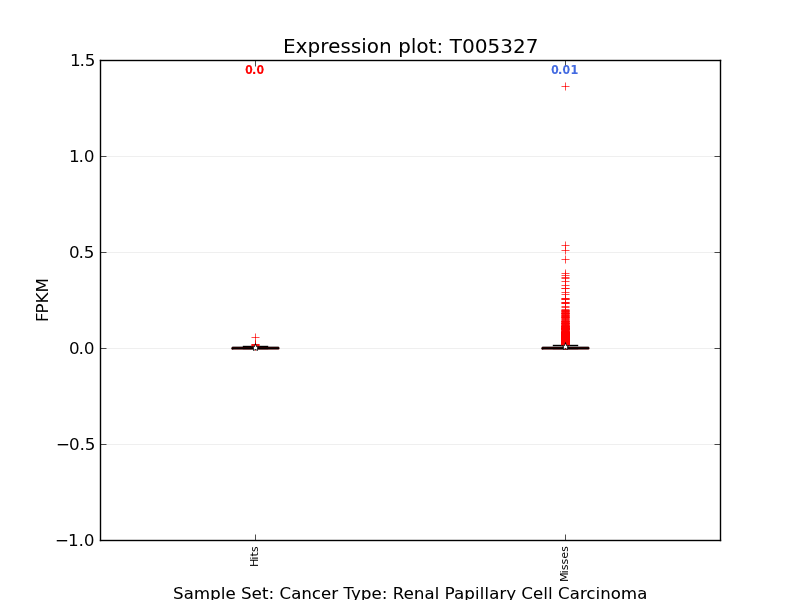 Expression plot: T005327
0.0 0.01
1.5
1.0
0.5
0.0
−0.5
−1.0
FPKM
Hits
Misses
Sample Set: Cancer Type: Renal Papillary Cell Carcinoma